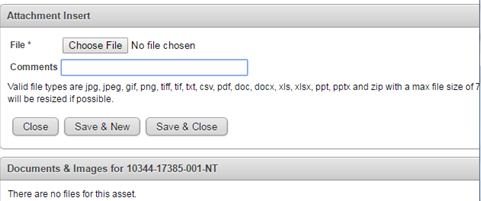 Attachment Insert
File * Choose File No file chosen
Comments
Valid file types are jpg, jpeg, gif, png, tiff, tif, txt, csv, pdf, doc, docx, xls, xlsx, ppt, pptx and zip with a max file size of 7
will be resized if possible.
Close Save & New Save & Close
Documents & Images for 10344-17385-001-NT
There are no files for this asset.